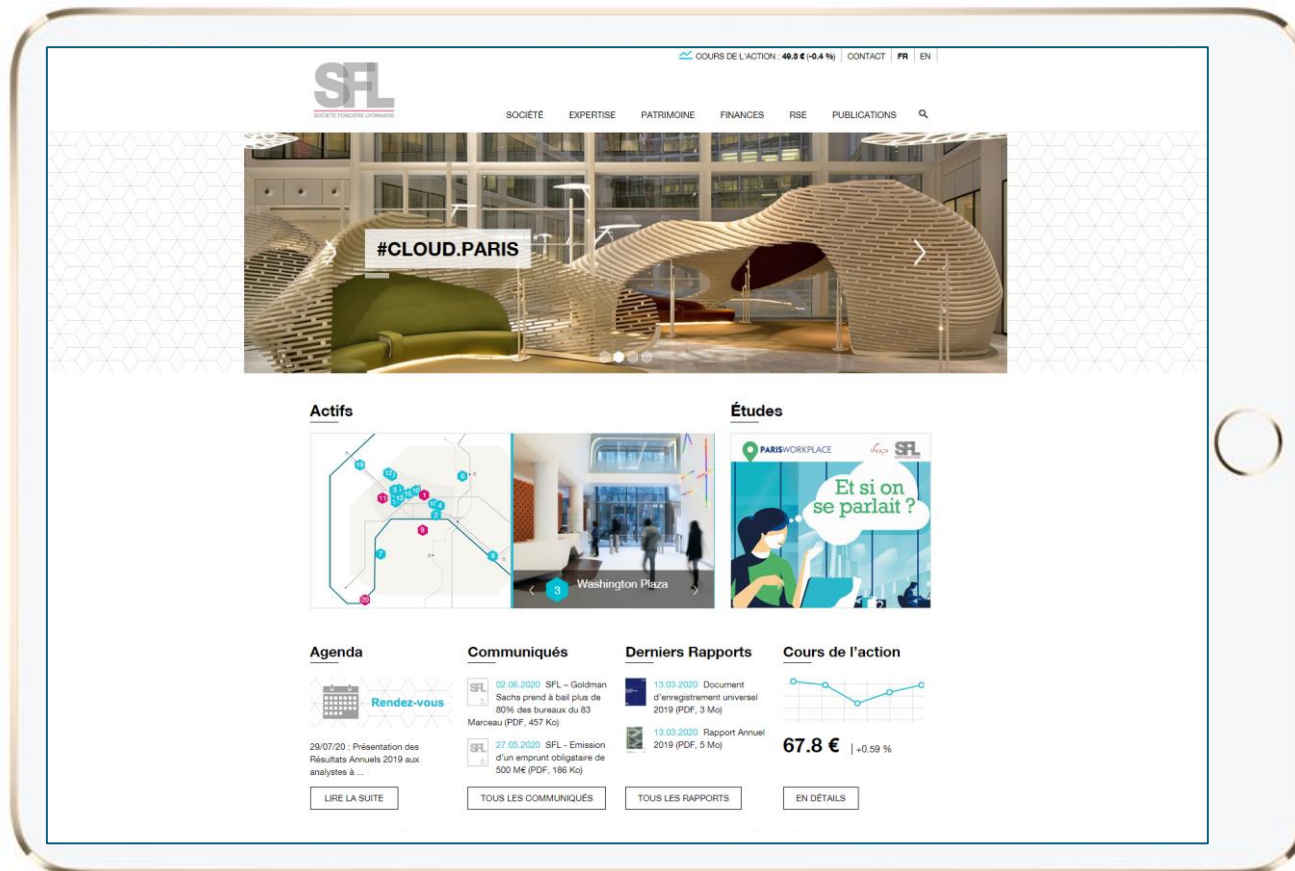 COURS DE L'ACTION : 49.3 € (-0.4 %) CONTACT FR EN
SFL
SOCIÉTÉ FONCIÈRE LYONNAISE
SOCIÉTÉ EXPERTISE PATRIMOINE FINANCES RSE PUBLICATIONS
#CLOUD.PARIS
Actifs
Études
3 Washington Plaza
PARISWORKPLACE ifop SFL
Et si on
se parlait ?
Agenda
Rendez-vous
29/07/20 : Présentation des
Résultats Annuels 2019 aux
analystes à ...
LIRE LA SUITE
Communiqués
02.06.2020 SFL – Goldman
Sachs prend à bail plus de
80% des bureaux du 83
Marceau (PDF, 457 Ko)
27.05.2020 SFL - Emission
d'un emprunt obligataire de
500 M€ (PDF, 186 Ko)
TOUS LES COMMUNIQUÉS
Derniers Rapports
13.03.2020 Document
d'enregistrement universel
2019 (PDF, 3 Mo)
13.03.2020 Rapport Annuel
2019 (PDF, 5 Mo)
TOUS LES RAPPORTS
Cours de l'action
67.8 € | +0.59 %
EN DÉTAILS